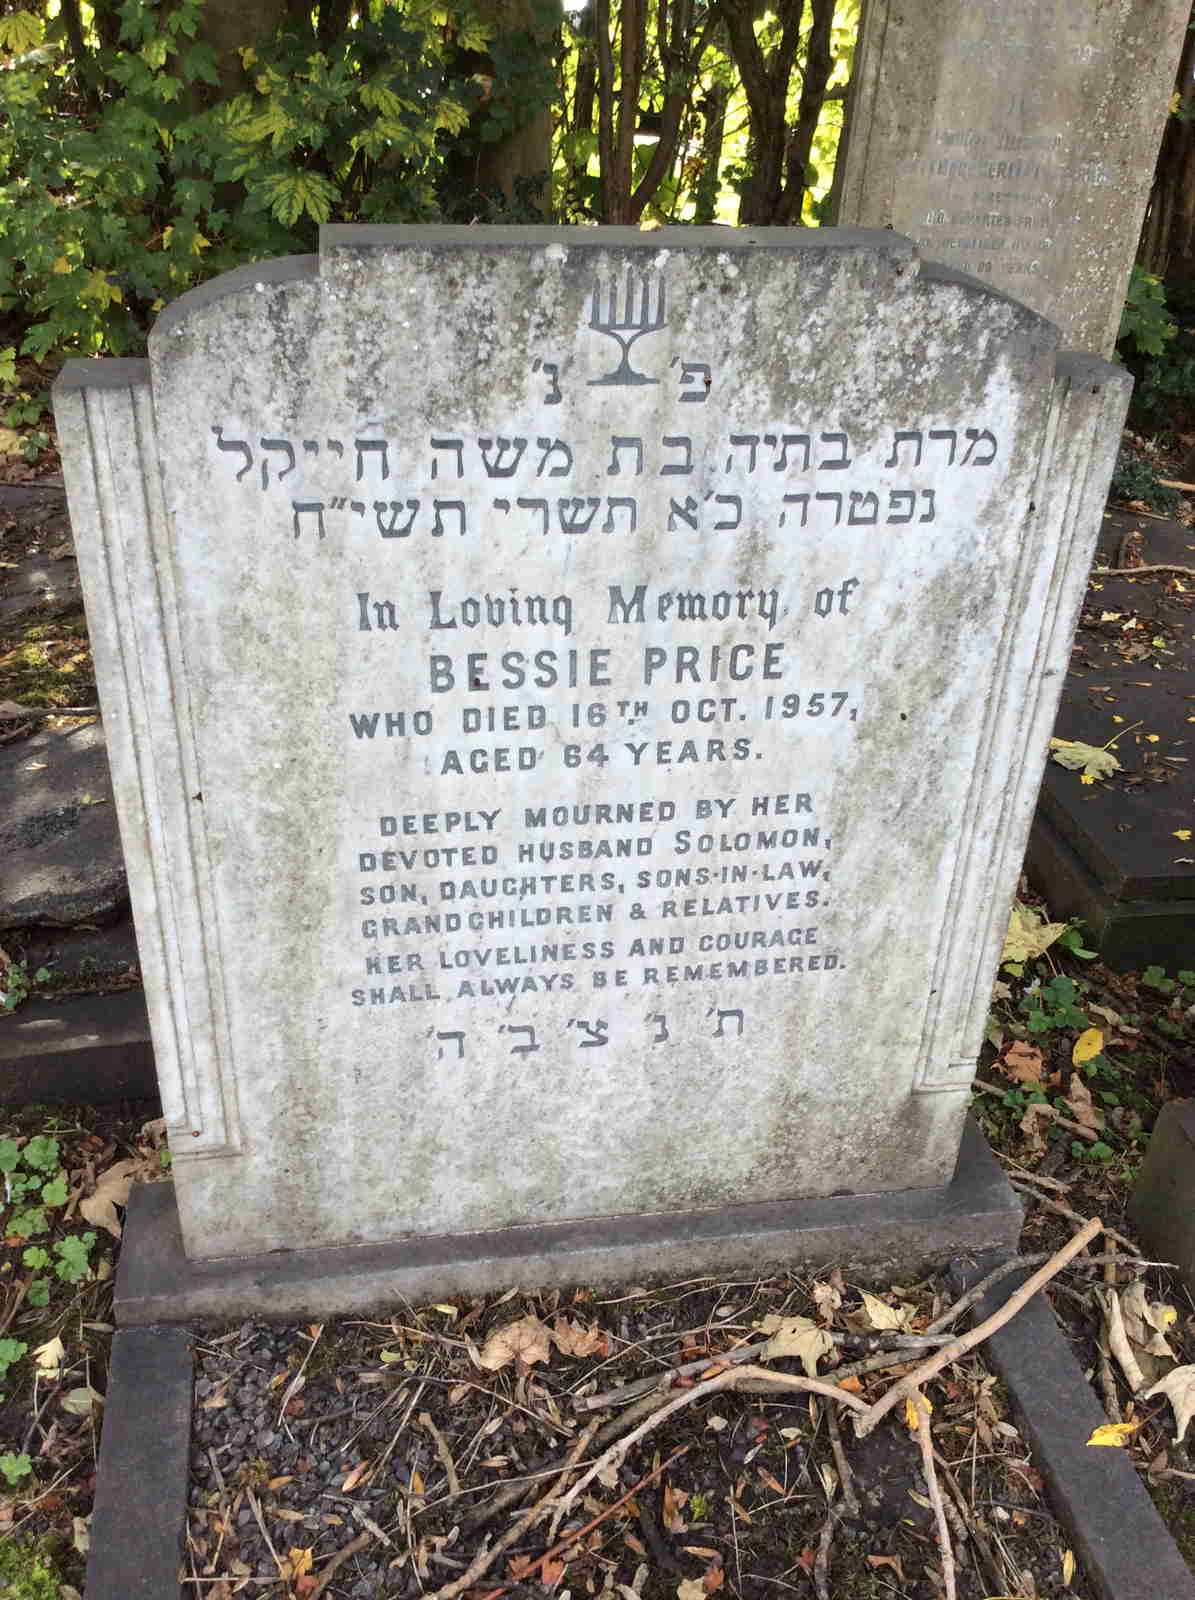 פ׳ נ׳
מרת בתיה בת משה חייקל
נפטרה כ׳א תשרי תשי״ח
In Loving Memory of
BESSIE PRICE
WHO DIED 16TH OCT. 1957,
AGED 64 YEARS.
DEEPLY MOURNED BY HER
DEVOTED HUSBAND SOLOMON,
SON, DAUGHTERS, SONS-IN-LAW,
GRANDCHILDREN & RELATIVES.
HER LOVELINESS AND COURAGE
SHALL ALWAYS BE REMEMBERED.
ת׳ נ׳ צ׳ ב׳ ה׳